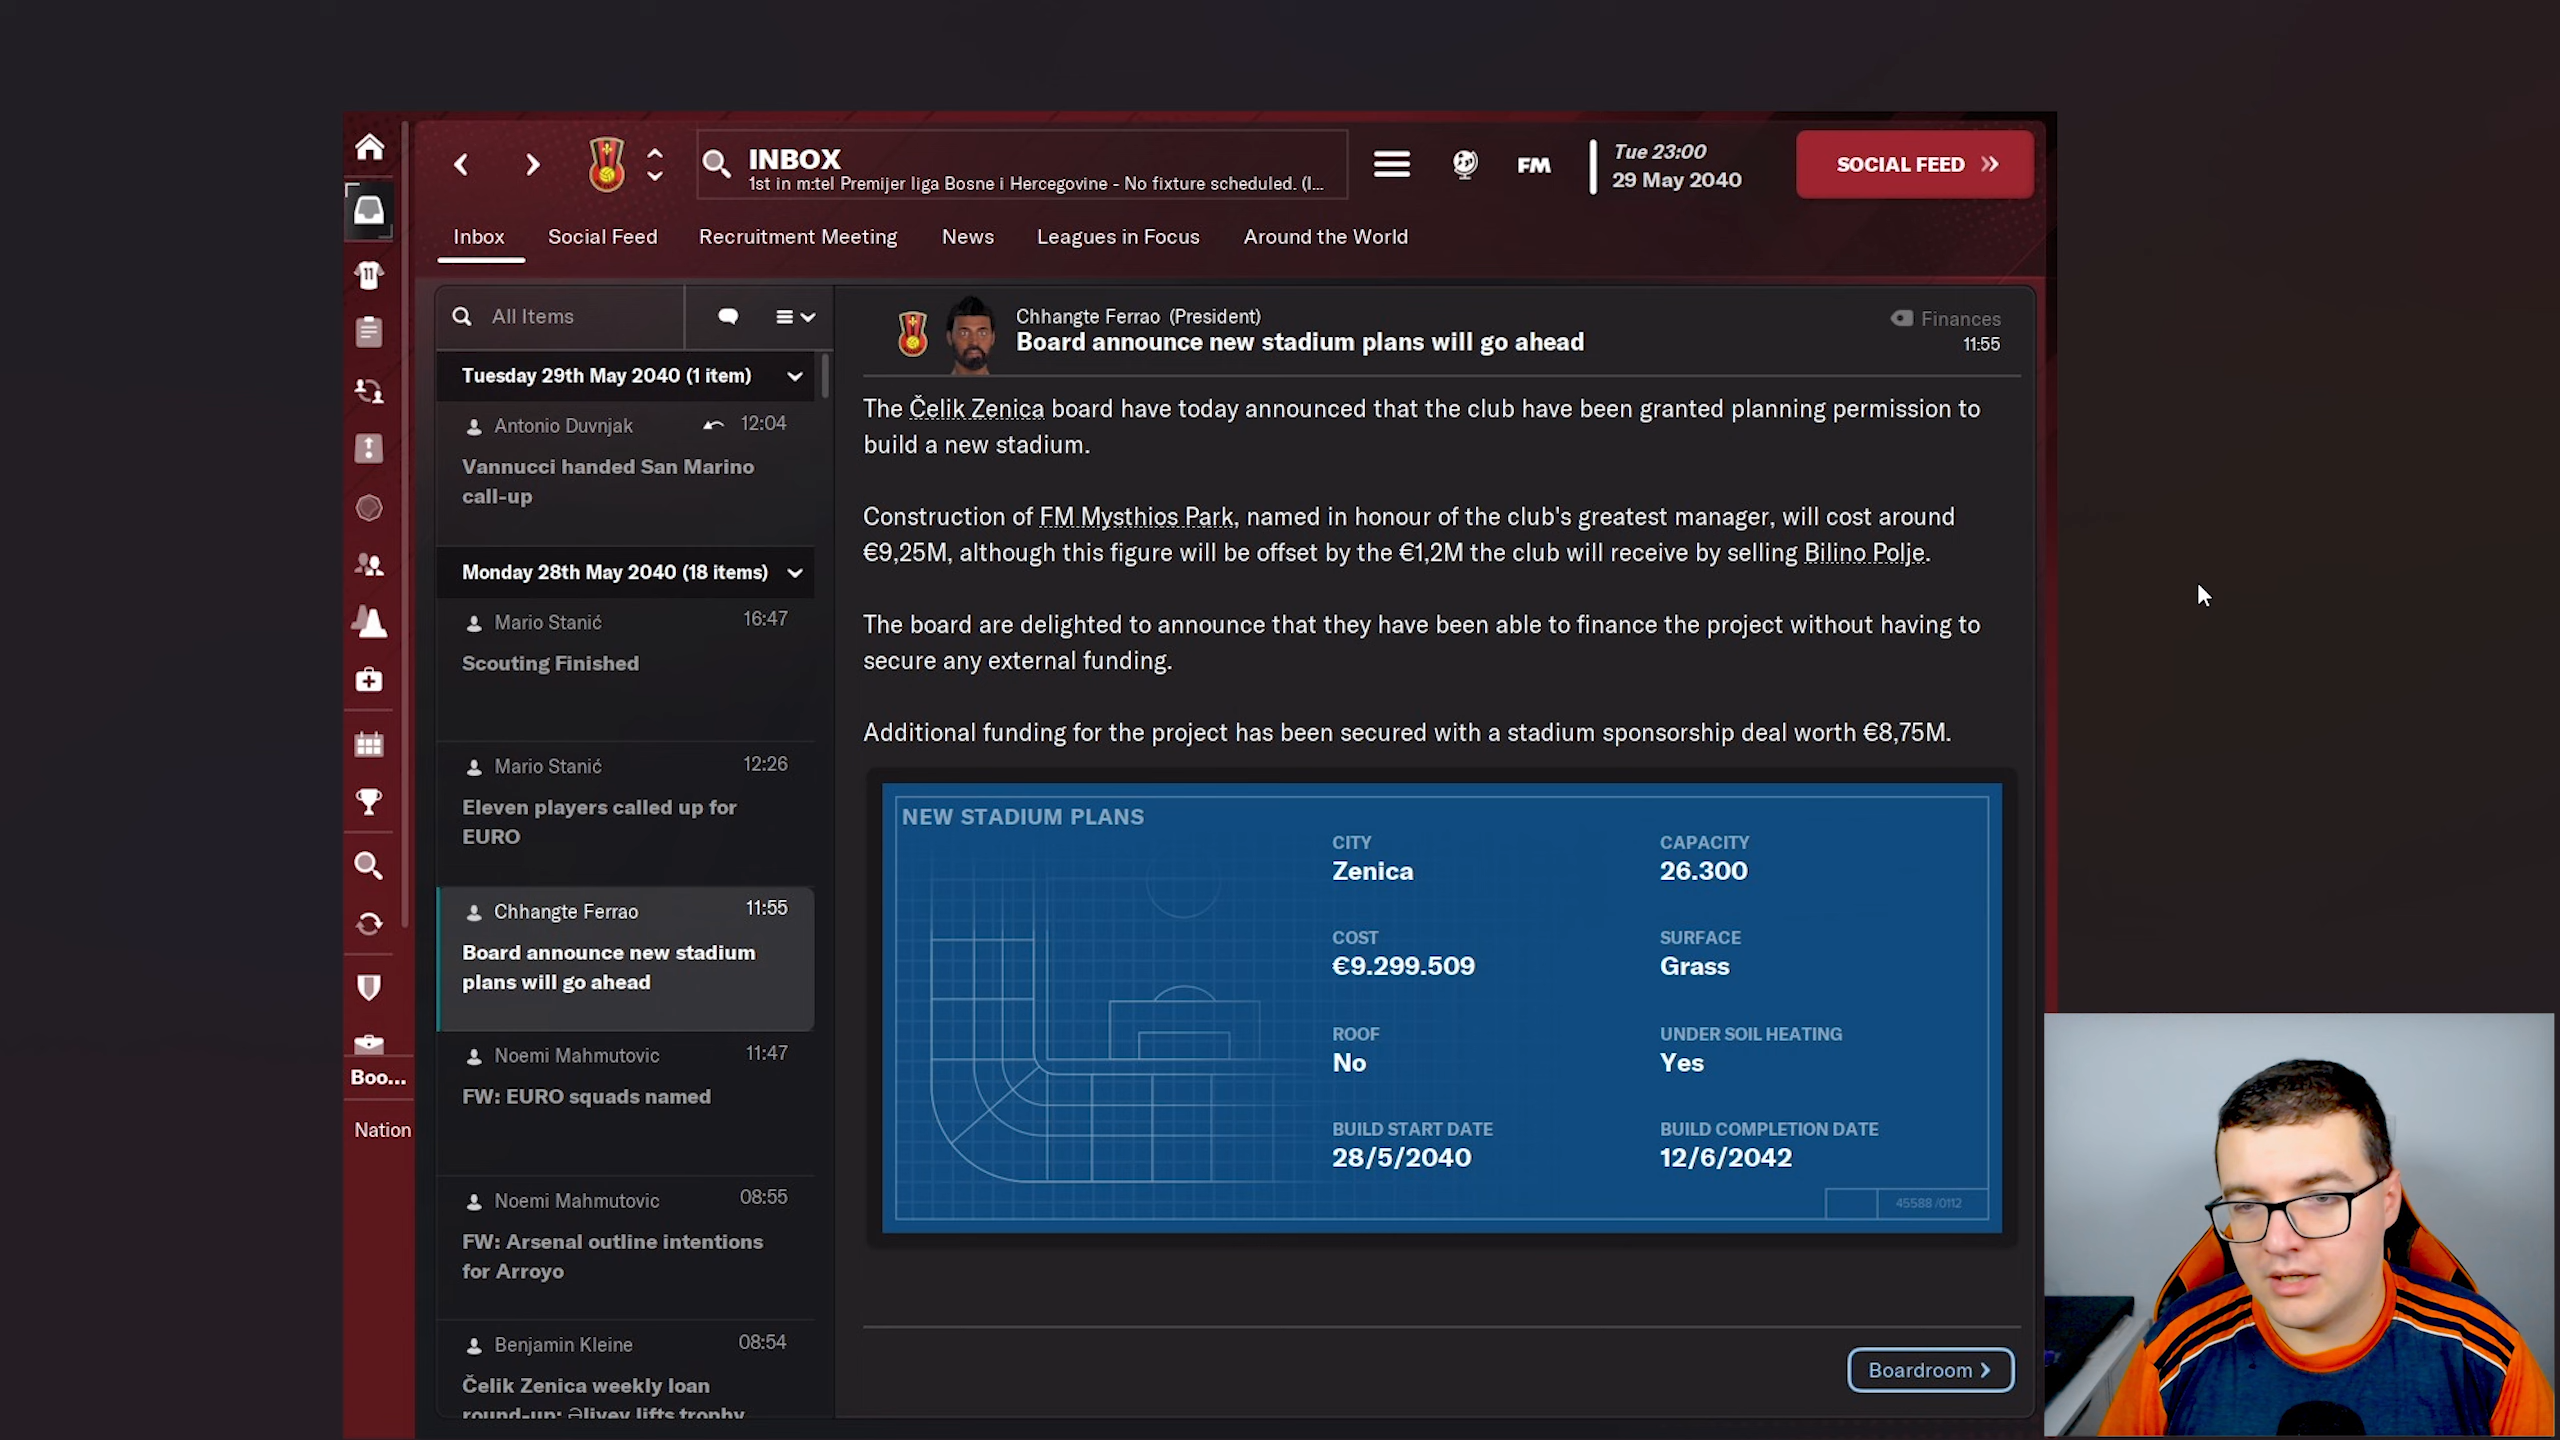 INBOX
1st in m:tel Premijer liga Bosne i Hercegovine - No fixture scheduled. (I...
FM
Tue 23:00
29 May 2040
SOCIAL FEED
Inbox
Social Feed
Recruitment Meeting
News
Leagues in Focus
Around the World
11
All Items
Tuesday 29th May 2040 (1 item)
Antonio Duvnjak
12:04
Vannucci handed San Marino
call-up
Monday 28th May 2040 (18 items)
Mario Stanić
16:47
Scouting Finished
Mario Stanić
12:26
Eleven players called up for
EURO
Chhangte Ferrao
11:55
Board announce new stadium
plans will go ahead
Noemi Mahmutovic
11:47
FW: EURO squads named
Noemi Mahmutovic
08:55
FW: Arsenal outline intentions
for Arroyo
Benjamin Kleine
08:54
Čelik Zenica weekly loan
round-up: Əliyev lifts trophy
Boo...
Nation
Chhangte Ferrao (President)
Board announce new stadium plans will go ahead
Finances
11:55
The Čelik Zenica board have today announced that the club have been granted planning permission to
build a new stadium.
Construction of FM Mysthios Park, named in honour of the club's greatest manager, will cost around
€9,25M, although this figure will be offset by the €1,2M the club will receive by selling Bilino Polje.
The board are delighted to announce that they have been able to finance the project without having to
secure any external funding.
Additional funding for the project has been secured with a stadium sponsorship deal worth €8,75M.
NEW STADIUM PLANS
CITY
Zenica
CAPACITY
26.300
COST
€9.299.509
SURFACE
Grass
ROOF
No
UNDER SOIL HEATING
Yes
BUILD START DATE
28/5/2040
BUILD COMPLETION DATE
12/6/2042
45588 /0112
Boardroom